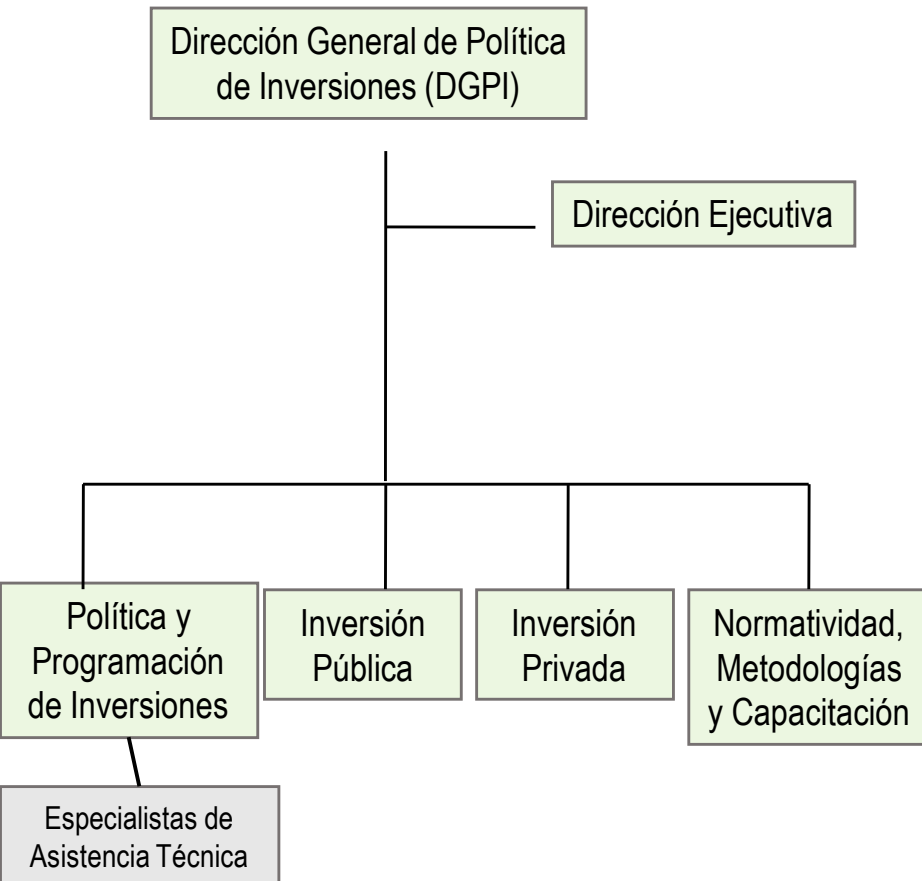 Dirección General de Política
de Inversiones (DGPI)
Dirección Ejecutiva
Política y
Programación
de Inversiones
Inversión
Pública
Inversión
Privada
Normatividad,
Metodologías
y Capacitación
Especialistas de
Asistencia Técnica